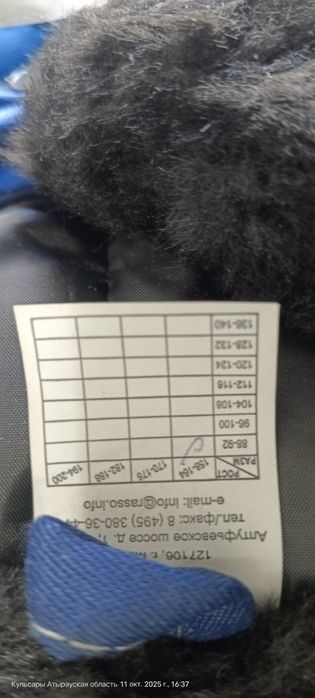 127106, г. М
Алтуфьевское шоссе д. 1,
тел./факс: 8 (495) 380-36-4
e-mail: info@rasso.info
РОСТ РАЗМ 158-164 170-176 182-188 194-200
88-92
96-100
104-108
112-116
120-124
128-132
136-140
Кульсары Атырауская область 11 окт. 2025 г., 16:37